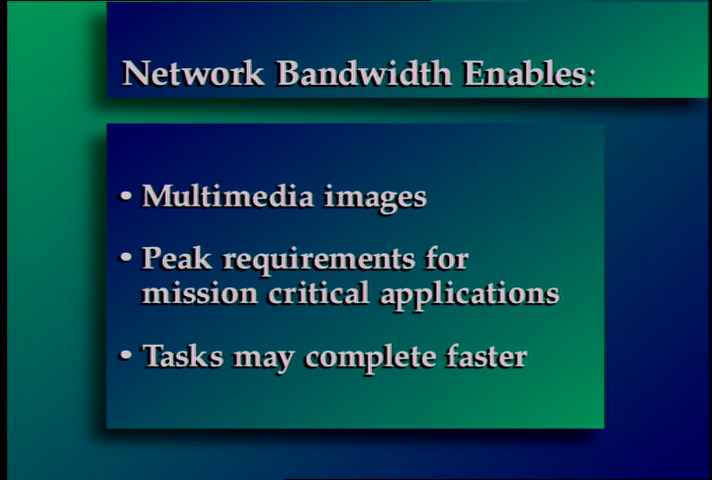 Network Bandwidth Enables:
• Multimedia images
• Peak requirements for
mission critical applications
• Tasks may complete faster